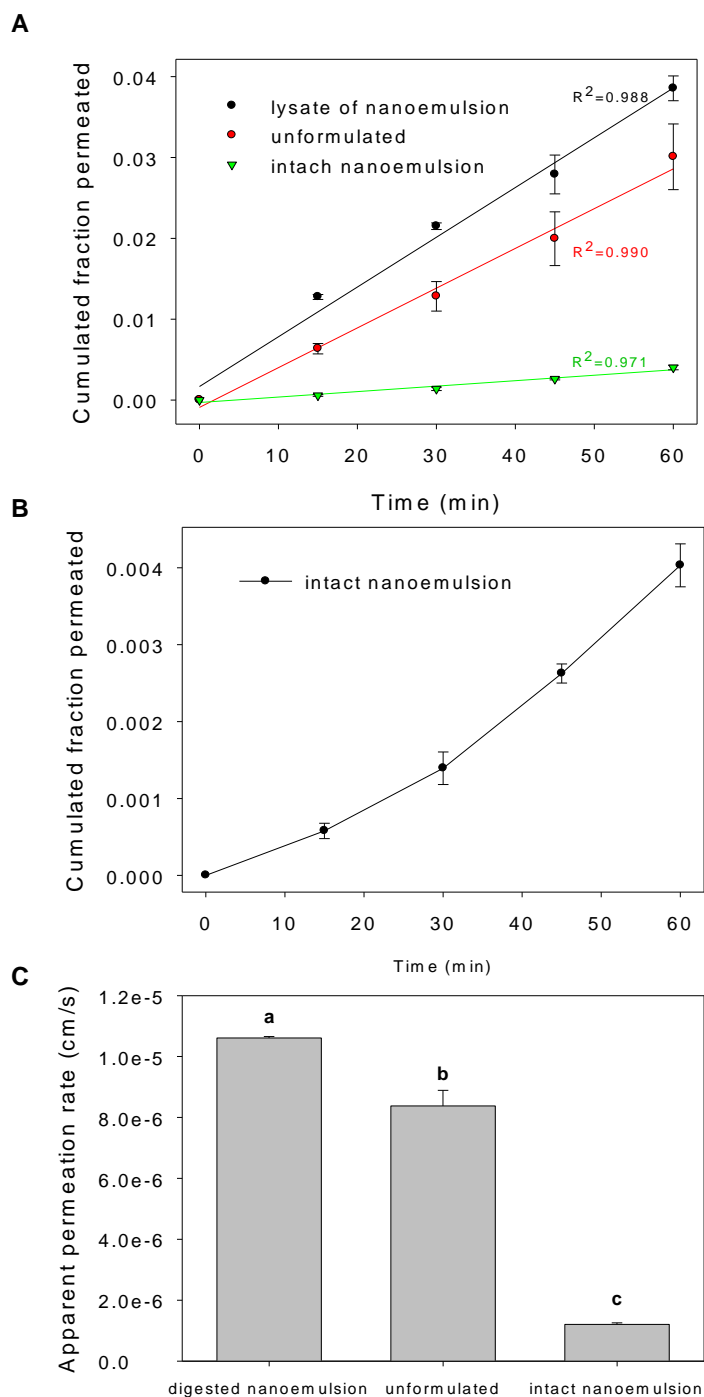 A
Cumulated fraction permeated
0.04
0.03
0.02
0.01
0.00
lysate of nanoemulsion
unformulated
intach nanoemulsion
R²=0.988
R²=0.990
R²=0.971
0 10 20 30 40 50 60
Time (min)
B
Cumulated fraction permeated
0.004
0.003
0.002
0.001
0.000
intact nanoemulsion
0 10 20 30 40 50 60
Time (min)
C
Apparent permeation rate (cm/s)
1.2e-5
1.0e-5
8.0e-6
6.0e-6
4.0e-6
2.0e-6
0.0
a
b
c
digested nanoemulsion unformulated intact nanoemulsion